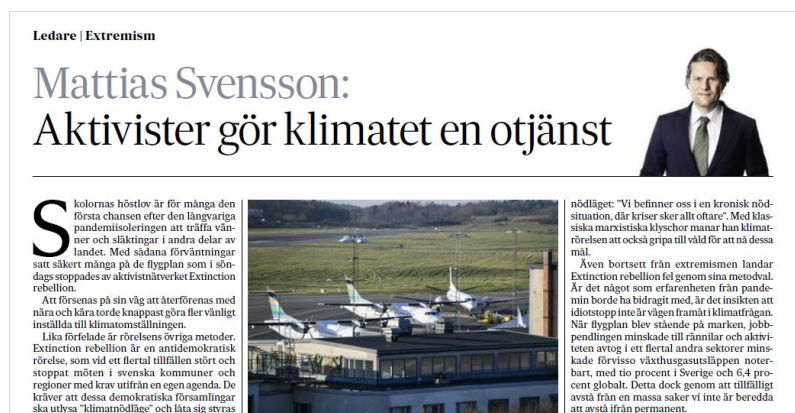 Ledare | Extremism
Mattias Svensson:
Aktivister gör klimatet en otjänst
Skolornas höstlov är för många den
första chansen efter den långvariga
pandemiisoleringen att träffa vän-
ner och släktingar i andra delar av
landet. Med sådana förväntningar
satt säkert många på de flygplan som i sön-
dags stoppades av aktivistnätverket Extinction
rebellion.
Att försenas på sin väg att återförenas med
nära och kära torde knappast göra fler vänligt
inställda till klimatomställningen.
Lika förfelade är rörelsens övriga metoder.
Extinction rebellion är en antidemokratisk
rörelse, som vid ett flertal tillfällen stört och
stoppat möten i svenska kommuner och
regioner med krav utifrån en egen agenda. De
kräver att dessa demokratiska församlingar
ska utlysa "klimatnödläge" och låta sig styras
nödläget: "Vi befinner oss i en kronisk nöd-
situation, där kriser sker allt oftare". Med klas-
siska marxistiska klyschor manar han klimat-
rörelsen att också gripa till våld för att nå dessa
mål.
Även bortsett från extremismen landar
Extinction rebellion fel genom sina metodval.
Är det något som erfarenheten från pande-
min borde ha bidragit med, är det insikten att
idiotstopp inte är vägen framåt i klimatfrågan.
När flygplan blev stående på marken, jobb-
pendlingen minskade till rännilar och aktivi-
teten avtog i ett flertal andra sektorer mins-
kade förvisso växthusgasutsläppen noter-
bart, med tio procent i Sverige och 6,4 pro-
cent globalt. Detta dock genom att tillfälligt
avstå från en massa saker vi inte är beredda
att avstå ifrån permanent.